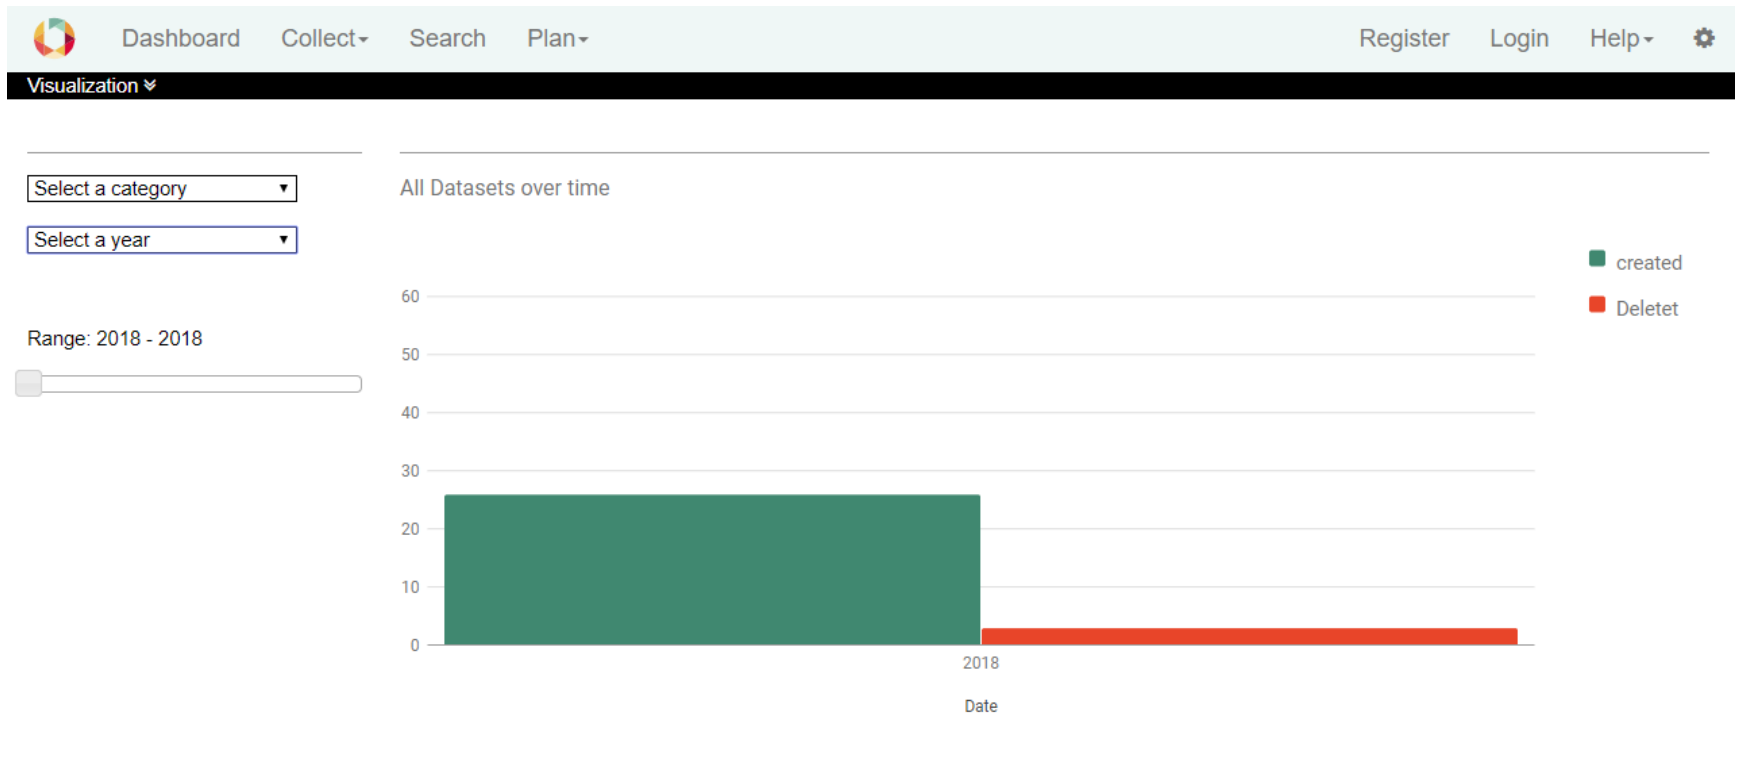 Dashboard Collect Search Plan Register Login Help
Visualization
Select a category
All Datasets over time
Select a year
created
Deletet
Range: 2018 - 2018
60
50
40
30
20
10
0
2018
Date